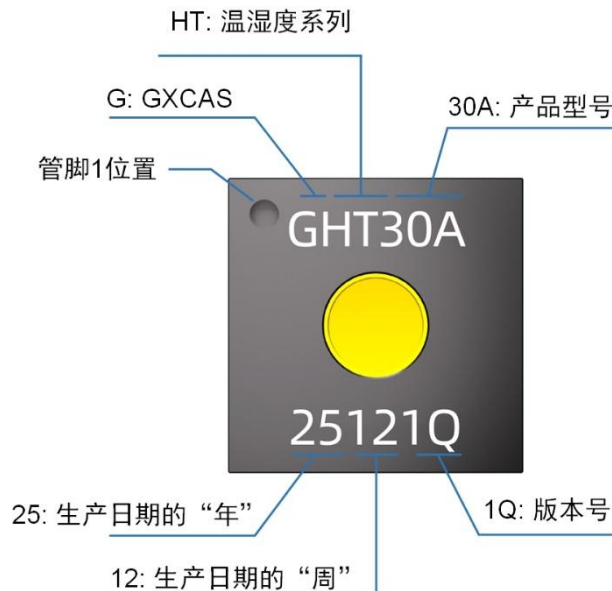 HT: 温湿度系列
G: GXCAS
30A: 产品型号
管脚1位置
GHT30A
25121Q
25: 生产日期的“年”
1Q: 版本号
12: 生产日期的“周”